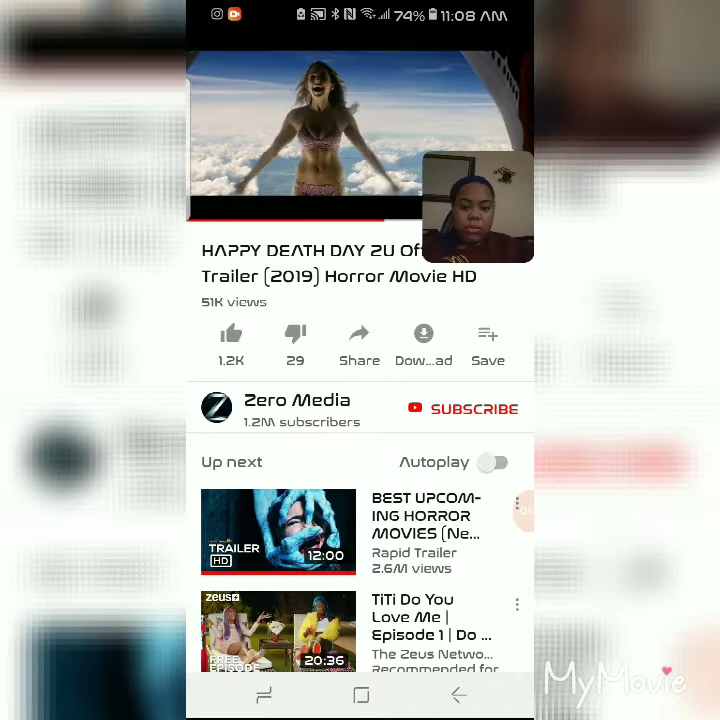 74% 11:08 AM
HAPPY DEATH DAY 2U Of
Trailer (2019) Horror Movie HD
51K views
1.2K 29 Share Dow...ad Save
Z Zero Media SUBSCRIBE
1.2M subscribers
Up next Autoplay
BEST UPCOM-
ING HORROR
MOVIES (Ne...
Rapid Trailer
2.6M views
TRAILER
HD
12:00
TiTi Do You
Love Me |
Episode 1 | Do ...
The Zeus Netwo...
Recommended for
zeus
FREE
EPISODE
20:36
MyMovie